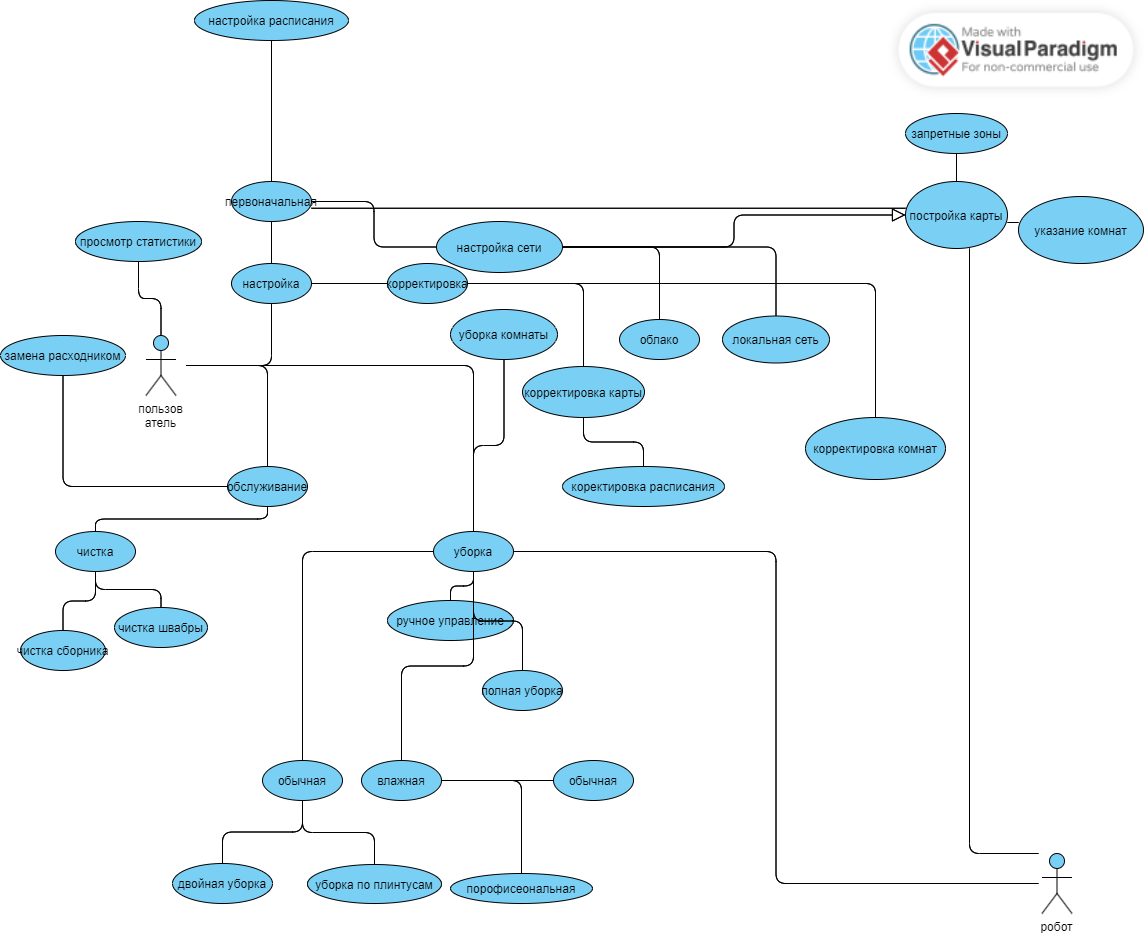 настройка расписания
Made with
VisualParadigm
For non-commercial use
запретные зоны
первоначальная
постройка карты
указание комнат
просмотр статистики
настройка сети
настройка
корректировка
уборка комнаты
облако
локальная сеть
замена расходником
корректировка карты
пользов
атель
корректировка комнат
обслуживание
коректировка расписания
чистка
уборка
ручное управление
чистка швабры
чистка сборника
полная уборка
обычная
влажная
обычная
двойная уборка
уборка по плинтусам
порофисеональная
робот